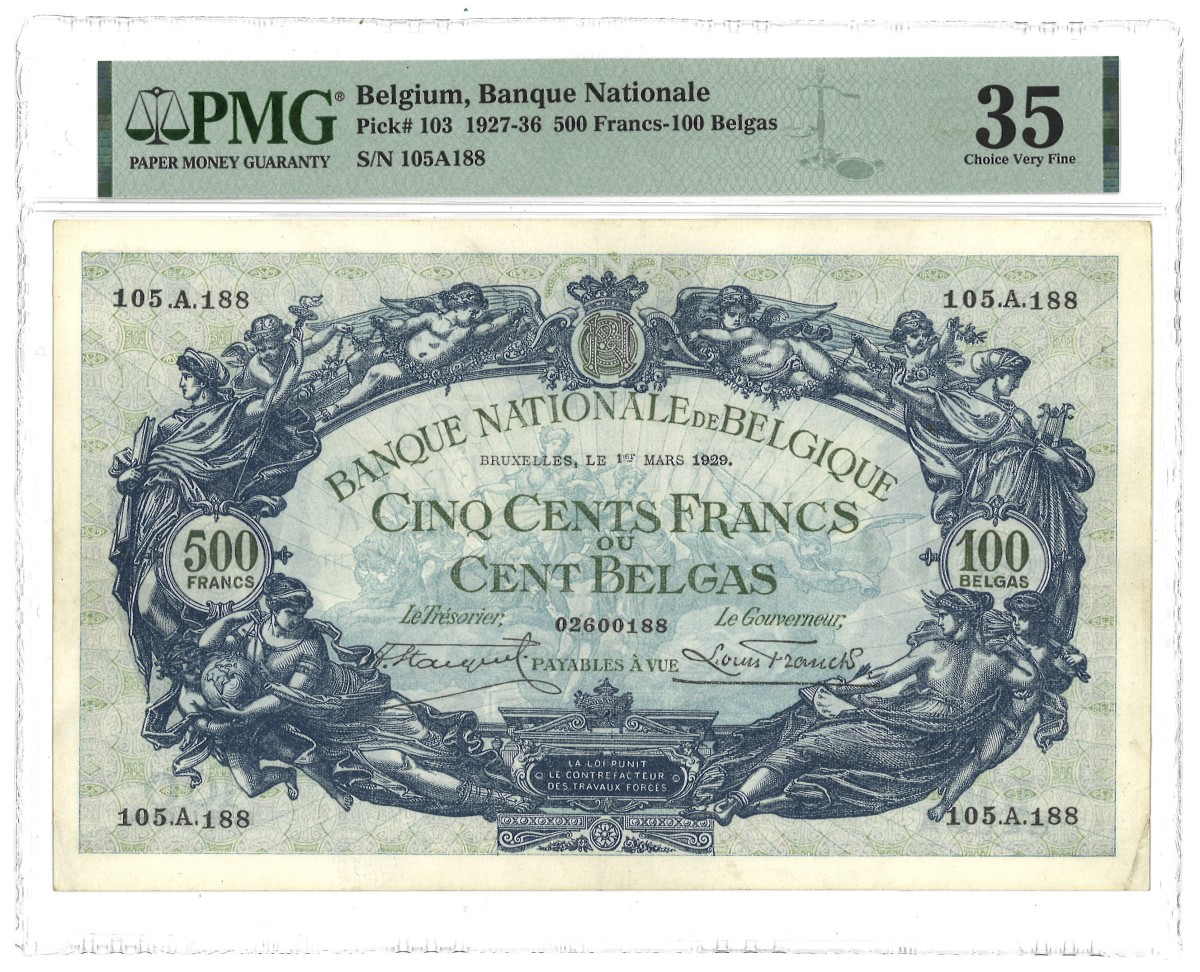 PMG®
PAPER MONEY GUARANTY
Belgium, Banque Nationale
Pick# 103 1927-36 500 Francs-100 Belgas
S/N 105A188
35
Choice Very Fine
105.A.188
105.A.188
BANQUE NATIONALE DE BELGIQUE
BRUXELLES, LE 1er MARS 1929.
CINQ CENTS FRANCS
OU
CENT BELGAS
500
FRANCS
100
BELGAS
Le Trésorier,
02600188
Le Gouverneur,
PAYABLES À VUE
Louis Franck
LA LOI PUNIT
LE CONTREFACTEUR
DES TRAVAUX FORCÉS
105.A.188
105.A.188